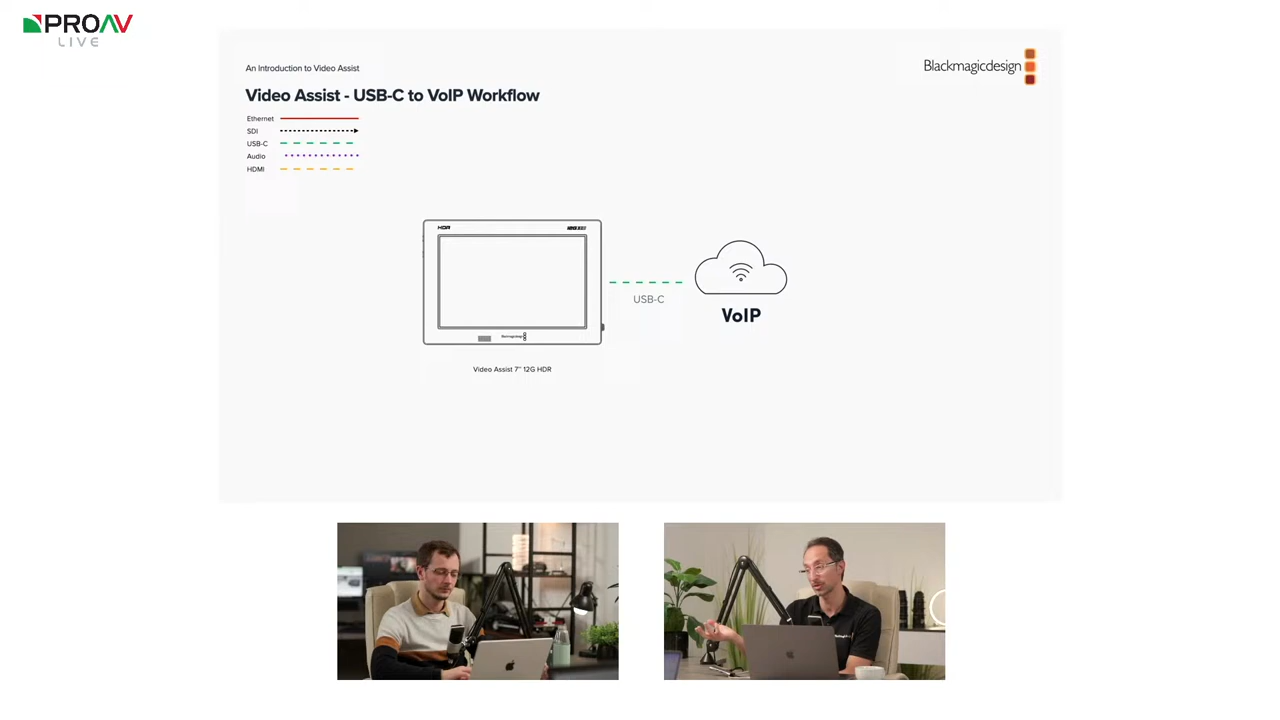 PROAV
LIVE
An Introduction to Video Assist
Blackmagicdesign
Video Assist - USB-C to VoIP Workflow
Ethernet
SDI
USB-C
Audio
HDMI
HDR
USB-C
VoIP
Video Assist 7" 12G HDR